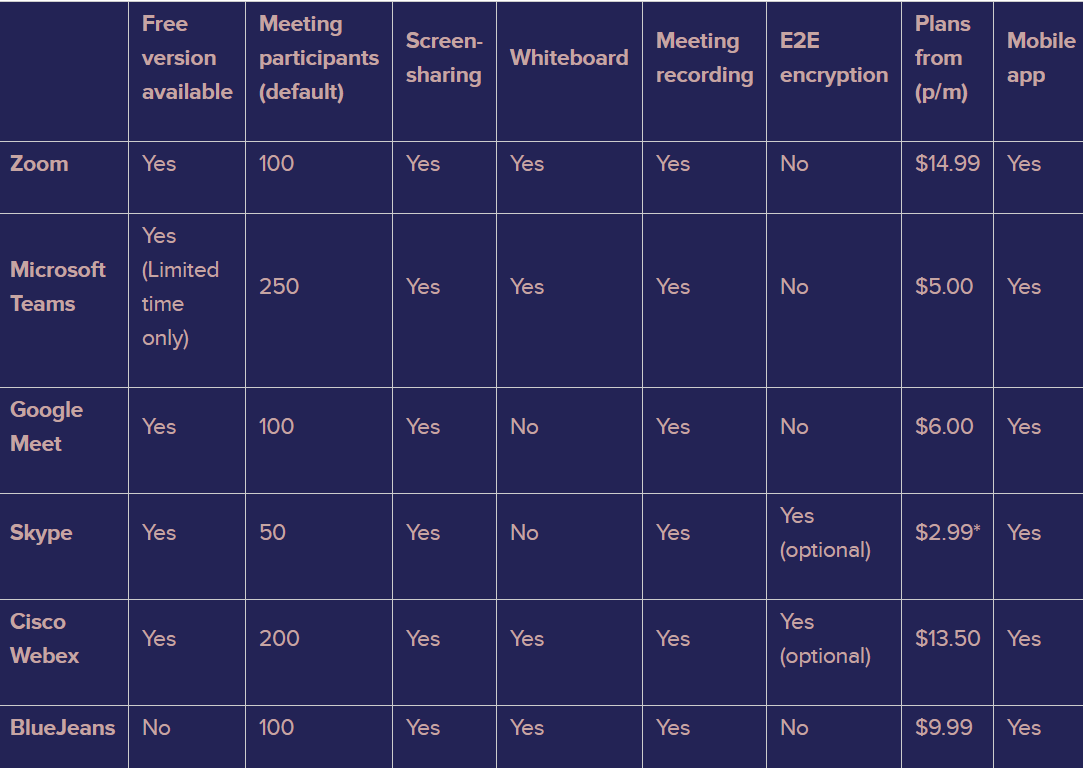 Free version available | Meeting participants (default) | Screen-sharing | Whiteboard | Meeting recording | E2E encryption | Plans from (p/m) | Mobile app
Zoom | Yes | 100 | Yes | Yes | Yes | No | $14.99 | Yes
Microsoft Teams | Yes (Limited time only) | 250 | Yes | Yes | Yes | No | $5.00 | Yes
Google Meet | Yes | 100 | Yes | No | Yes | No | $6.00 | Yes
Skype | Yes | 50 | Yes | No | Yes | Yes (optional) | $2.99* | Yes
Cisco Webex | Yes | 200 | Yes | Yes | Yes | Yes (optional) | $13.50 | Yes
BlueJeans | No | 100 | Yes | Yes | Yes | No | $9.99 | Yes